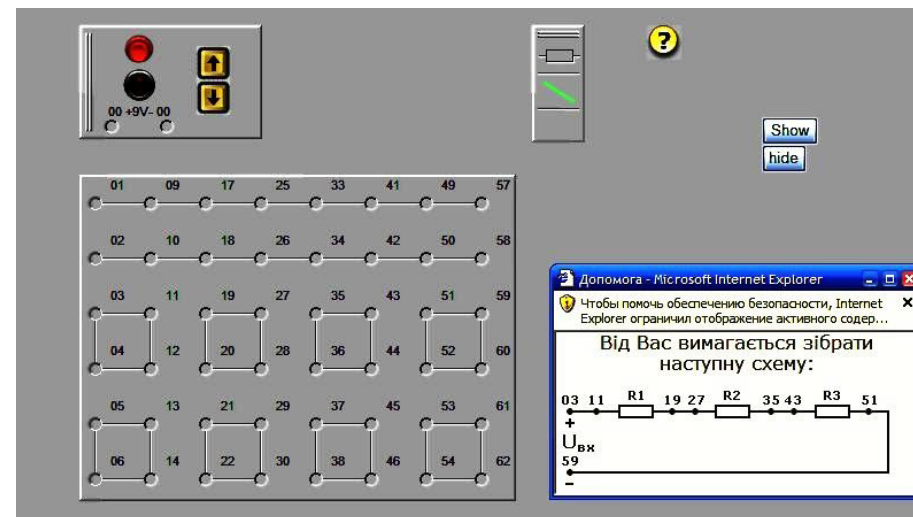 00 +9V- 00
?
Show
hide
01 09 17 25 33 41 49 57
02 10 18 26 34 42 50 58
03 11 19 27 35 43 51 59
04 12 20 28 36 44 52 60
05 13 21 29 37 45 53 61
06 14 22 30 38 46 54 62
Допомога - Microsoft Internet Explorer
Чтобы помочь обеспечению безопасности, Internet
Explorer ограничил отображение активного содер...
Від Вас вимагається зібрати
наступну схему:
03 11 R1 19 27 R2 35 43 R3 51
+
Uвх
59
−